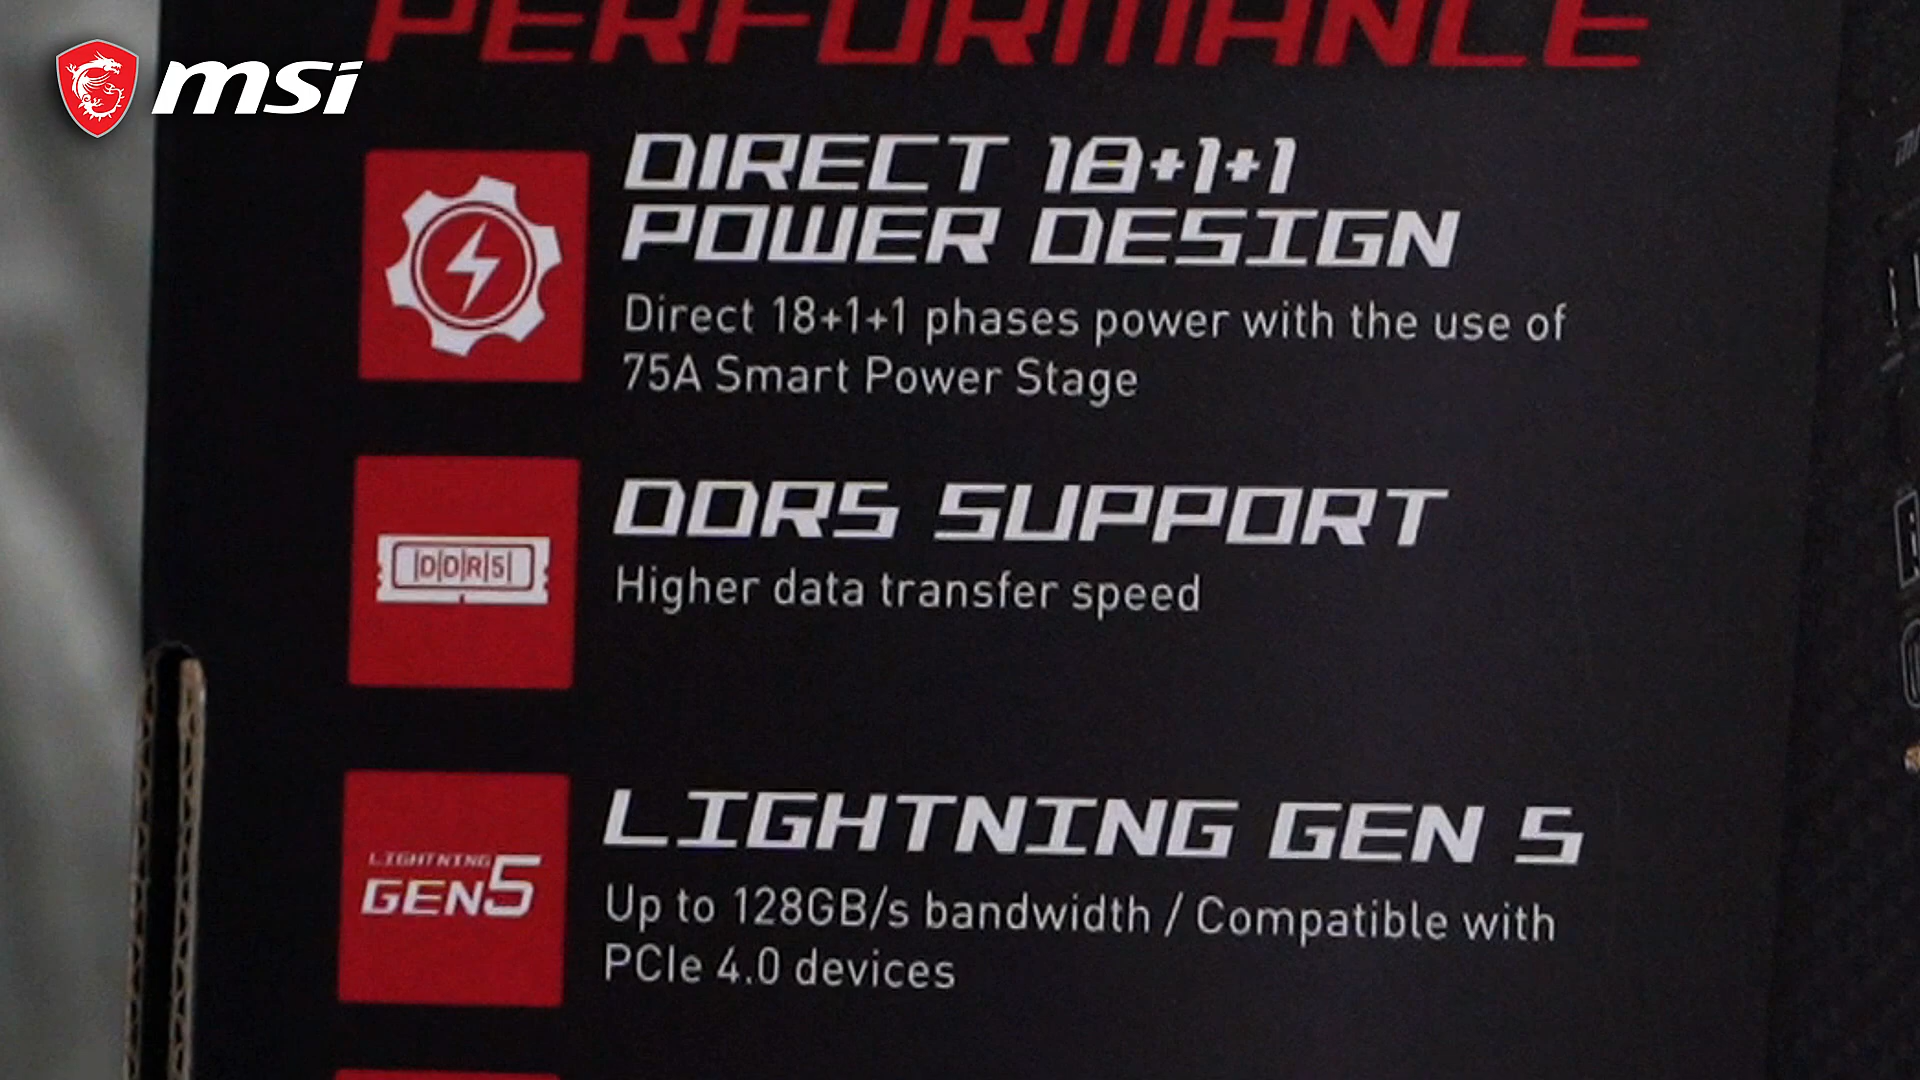 PERFORMANCE
msi
DIRECT 18+1+1
POWER DESIGN
Direct 18+1+1 phases power with the use of
75A Smart Power Stage
DDR5
DDR5 SUPPORT
Higher data transfer speed
LIGHTNING
GEN5
LIGHTNING GEN 5
Up to 128GB/s bandwidth / Compatible with
PCIe 4.0 devices